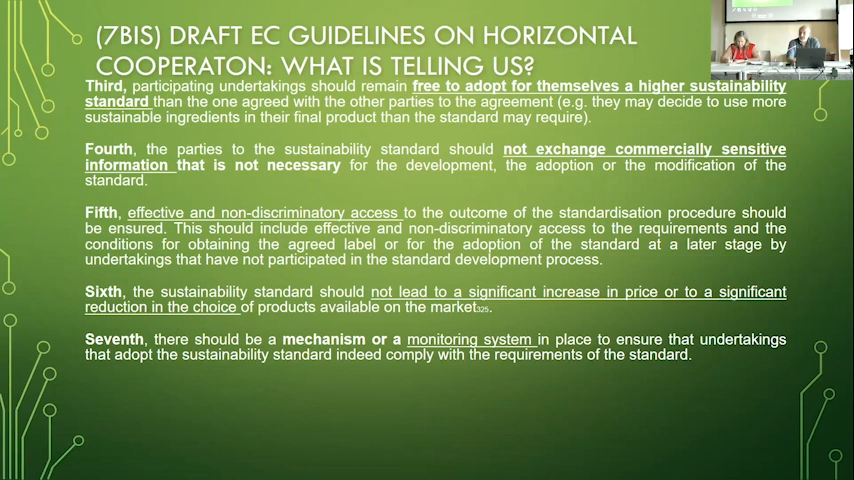 (7BIS) DRAFT EC GUIDELINES ON HORIZONTAL
COOPERATON: WHAT IS TELLING US?
Third, participating undertakings should remain free to adopt for themselves a higher sustainability
standard than the one agreed with the other parties to the agreement (e.g. they may decide to use more
sustainable ingredients in their final product than the standard may require).
Fourth, the parties to the sustainability standard should not exchange commercially sensitive
information that is not necessary for the development, the adoption or the modification of the
standard.
Fifth, effective and non-discriminatory access to the outcome of the standardisation procedure should
be ensured. This should include effective and non-discriminatory access to the requirements and the
conditions for obtaining the agreed label or for the adoption of the standard at a later stage by
undertakings that have not participated in the standard development process.
Sixth, the sustainability standard should not lead to a significant increase in price or to a significant
reduction in the choice of products available on the market325.
Seventh, there should be a mechanism or a monitoring system in place to ensure that undertakings
that adopt the sustainability standard indeed comply with the requirements of the standard.